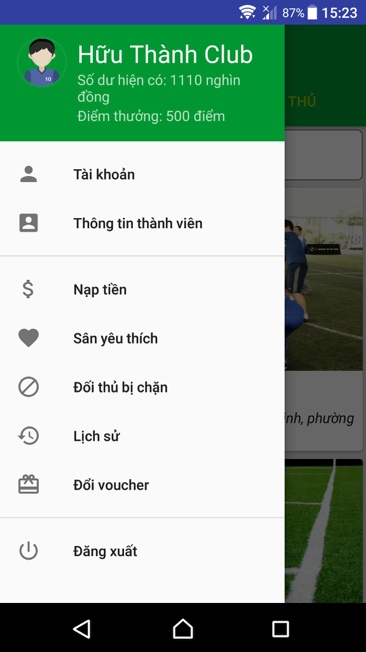 87% 15:23
Hữu Thành Club
Số dư hiện có: 1110 nghìn
đồng
Điểm thưởng: 500 điểm
THỦ
Tài khoản
Thông tin thành viên
Nạp tiền
Sân yêu thích
Đối thủ bị chặn
inh, phường
Lịch sử
Đổi voucher
Đăng xuất